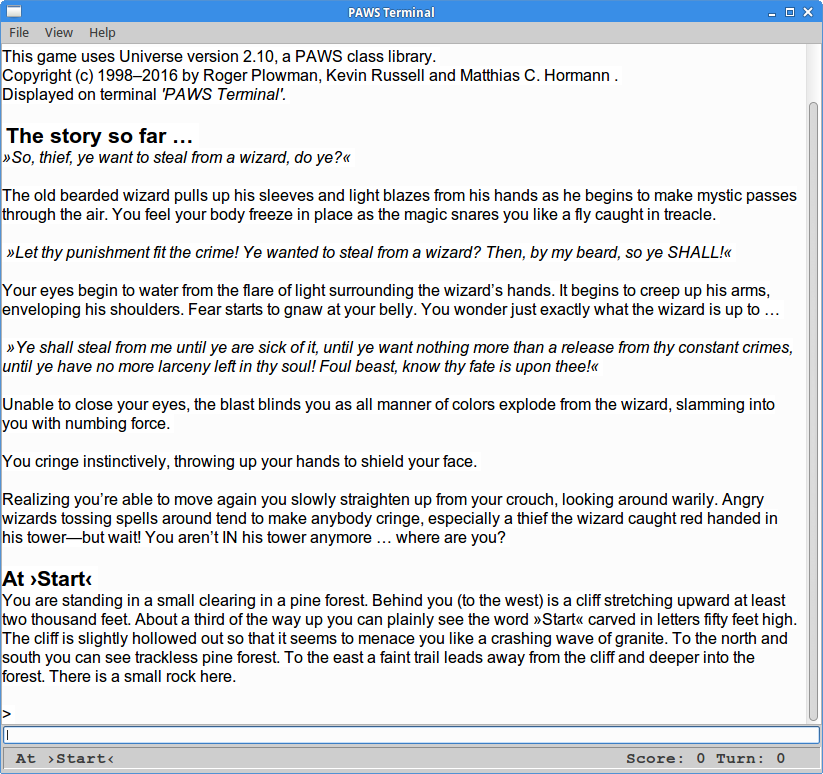 PAWS Terminal
File View Help
This game uses Universe version 2.10, a PAWS class library.
Copyright (c) 1998–2016 by Roger Plowman, Kevin Russell and Matthias C. Hormann .
Displayed on terminal 'PAWS Terminal'.
The story so far …
»So, thief, ye want to steal from a wizard, do ye?«
The old bearded wizard pulls up his sleeves and light blazes from his hands as he begins to make mystic passes
through the air. You feel your body freeze in place as the magic snares you like a fly caught in treacle.
»Let thy punishment fit the crime! Ye wanted to steal from a wizard? Then, by my beard, so ye SHALL!«
Your eyes begin to water from the flare of light surrounding the wizard’s hands. It begins to creep up his arms,
enveloping his shoulders. Fear starts to gnaw at your belly. You wonder just exactly what the wizard is up to …
»Ye shall steal from me until ye are sick of it, until ye want nothing more than a release from thy constant crimes,
until ye have no more larceny left in thy soul! Foul beast, know thy fate is upon thee!«
Unable to close your eyes, the blast blinds you as all manner of colors explode from the wizard, slamming into
you with numbing force.
You cringe instinctively, throwing up your hands to shield your face.
Realizing you’re able to move again you slowly straighten up from your crouch, looking around warily. Angry
wizards tossing spells around tend to make anybody cringe, especially a thief the wizard caught red handed in
his tower—but wait! You aren’t IN his tower anymore … where are you?
At ›Start‹
You are standing in a small clearing in a pine forest. Behind you (to the west) is a cliff stretching upward at least
two thousand feet. About a third of the way up you can plainly see the word »Start« carved in letters fifty feet high.
The cliff is slightly hollowed out so that it seems to menace you like a crashing wave of granite. To the north and
south you can see trackless pine forest. To the east a faint trail leads away from the cliff and deeper into the
forest. There is a small rock here.
>
At ›Start‹ Score: 0 Turn: 0